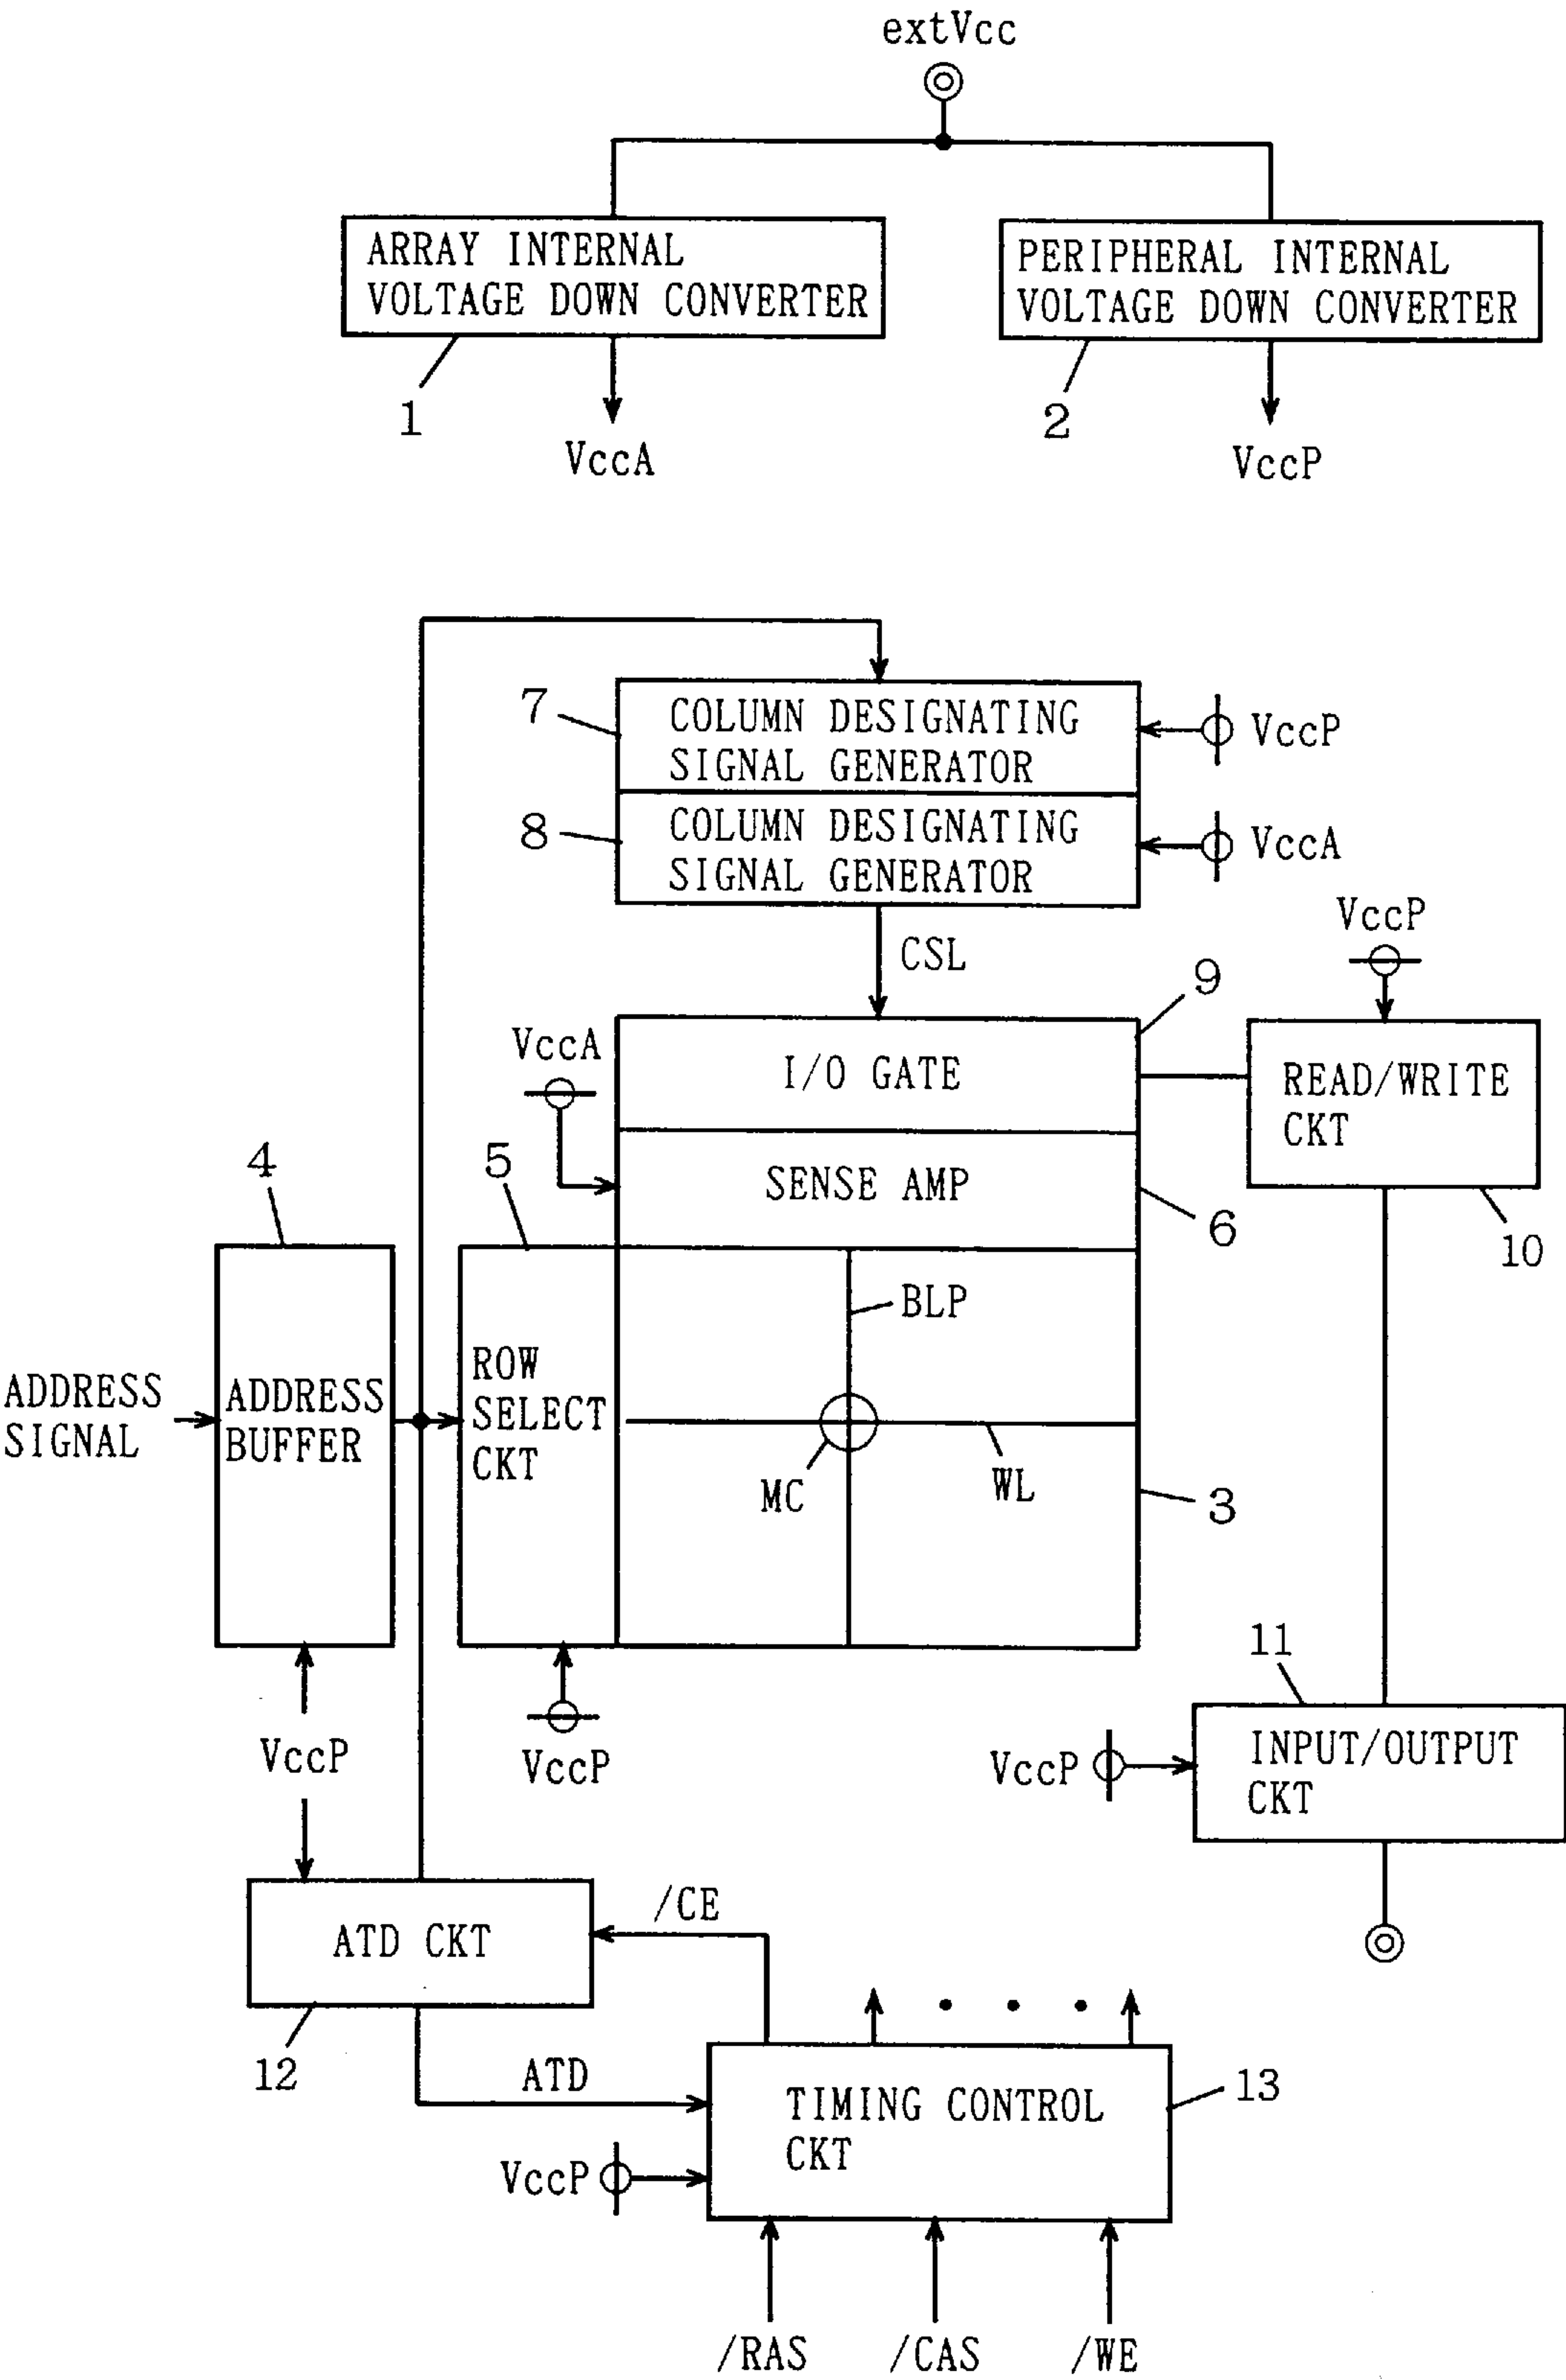 extVcc
ARRAY INTERNAL
VOLTAGE DOWN CONVERTER
PERIPHERAL INTERNAL
VOLTAGE DOWN CONVERTER
1
2
VccA
VccP
7
COLUMN DESIGNATING
SIGNAL GENERATOR
VccP
8
COLUMN DESIGNATING
SIGNAL GENERATOR
VccA
CSL
VccP
9
VccA
I/O GATE
READ/WRITE
CKT
4
5
SENSE AMP
6
10
BLP
ADDRESS
SIGNAL
ADDRESS
BUFFER
ROW
SELECT
CKT
MC
WL
3
11
VccP
VccP
VccP
INPUT/OUTPUT
CKT
/CE
ATD CKT
12
ATD
TIMING CONTROL
CKT
13
VccP
/RAS
/CAS
/WE